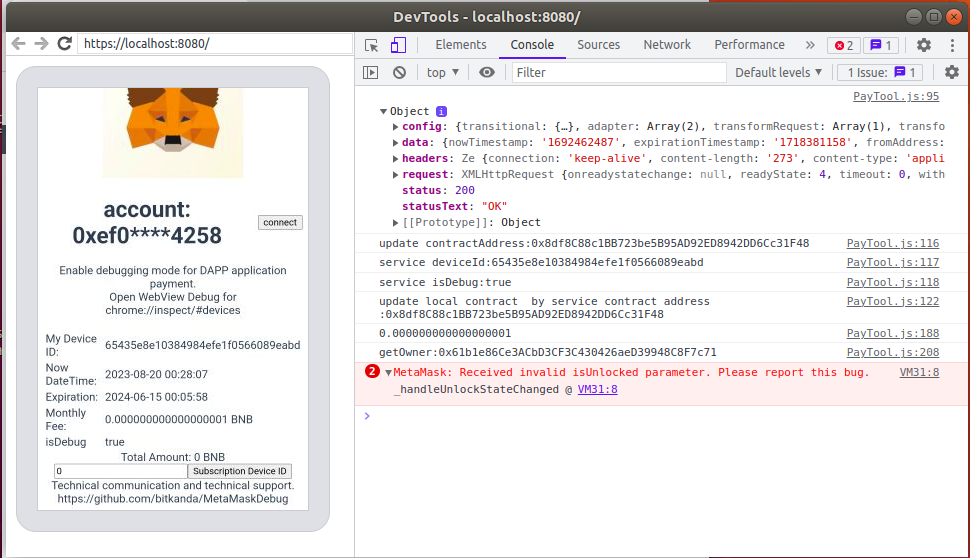 DevTools - localhost:8080/
https://localhost:8080/
Elements Console Sources Network Performance » 2 1
top Filter Default levels 1 Issue: 1
account:
0xef0****4258
connect
Enable debugging mode for DAPP application
payment.
Open WebView Debug for
chrome://inspect/#devices
My Device
ID:
65435e8e10384984efe1f0566089eabd
Now
DateTime:
2023-08-20 00:28:07
Expiration: 2024-06-15 00:05:58
Monthly
Fee:
0.000000000000000001 BNB
isDebug true
Total Amount: 0 BNB
0 Subscription Device ID
Technical communication and technical support.
https://github.com/bitkanda/MetaMaskDebug
PayTool.js:95
Object i
config: {transitional: {…}, adapter: Array(2), transformRequest: Array(1), transfo
data: {nowTimestamp: '1692462487', expirationTimestamp: '1718381158', fromAddress:
headers: Ze {connection: 'keep-alive', content-length: '273', content-type: 'appli
request: XMLHttpRequest {onreadystatechange: null, readyState: 4, timeout: 0, with
status: 200
statusText: "OK"
[[Prototype]]: Object
update contractAddress:0x8df8C88c1BB723be5B95AD92ED8942DD6Cc31F48 PayTool.js:116
service deviceId:65435e8e10384984efe1f0566089eabd PayTool.js:117
service isDebug:true PayTool.js:118
update local contract by service contract address PayTool.js:122
:0x8df8C88c1BB723be5B95AD92ED8942DD6Cc31F48
0.000000000000000001 PayTool.js:188
getOwner:0x61b1e86Ce3ACbD3CF3C430426aeD39948C8F7c71 PayTool.js:208
2 MetaMask: Received invalid isUnlocked parameter. Please report this bug. VM31:8
_handleUnlockStateChanged @ VM31:8